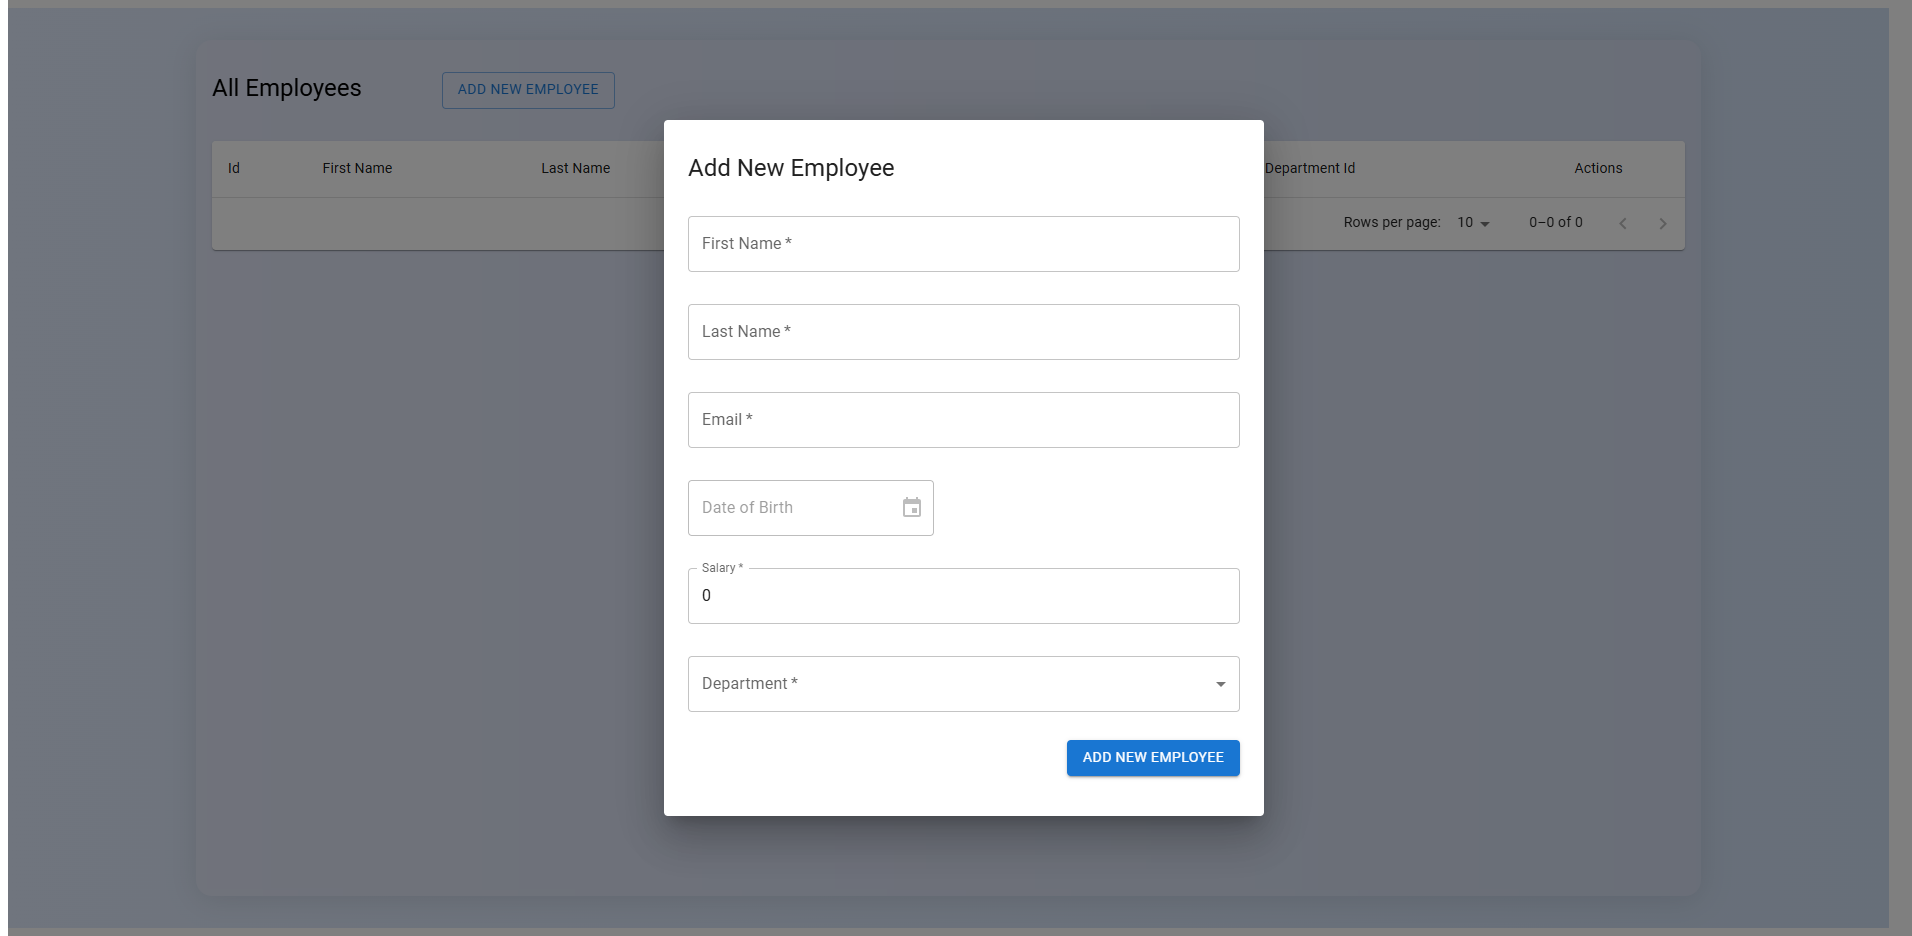 All Employees
ADD NEW EMPLOYEE
Id First Name Last Name Department Id Actions
Rows per page: 10 0–0 of 0
Add New Employee
First Name *
Last Name *
Email *
Date of Birth
Salary *
0
Department *
ADD NEW EMPLOYEE